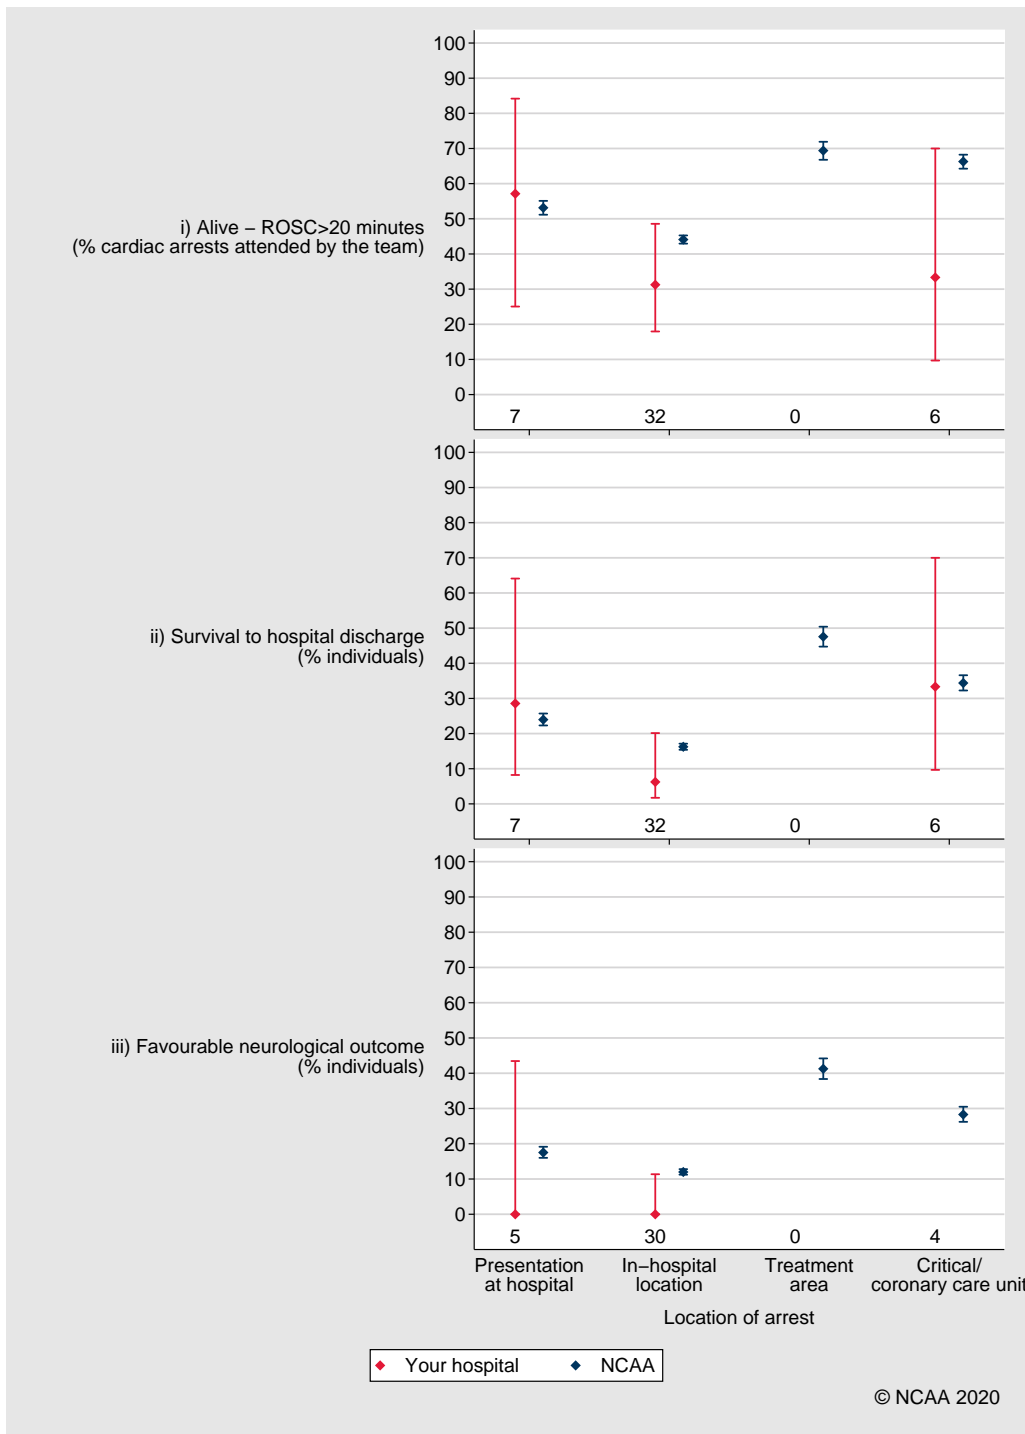 100
90
80
70
60
50
40
30
20
10
0
i) Alive – ROSC>20 minutes
(% cardiac arrests attended by the team)
7 32 0 6
100
90
80
70
60
50
40
30
20
10
0
ii) Survival to hospital discharge
(% individuals)
7 32 0 6
100
90
80
70
60
50
40
30
20
10
0
iii) Favourable neurological outcome
(% individuals)
5 30 0 4
Presentation
at hospital
In–hospital
location
Treatment
area
Critical/
coronary care unit
Location of arrest
Your hospital NCAA
© NCAA 2020